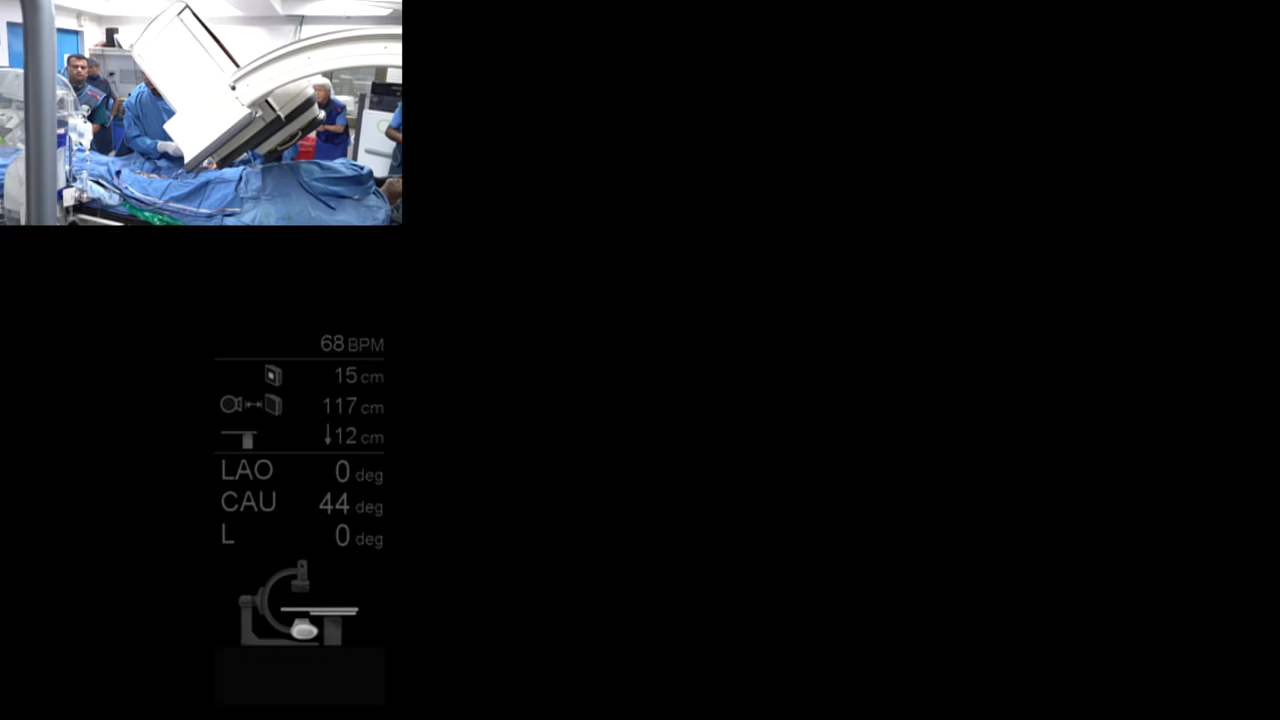 68 BPM
15 cm
117 cm
↓12 cm
LAO 0 deg
CAU 44 deg
L 0 deg